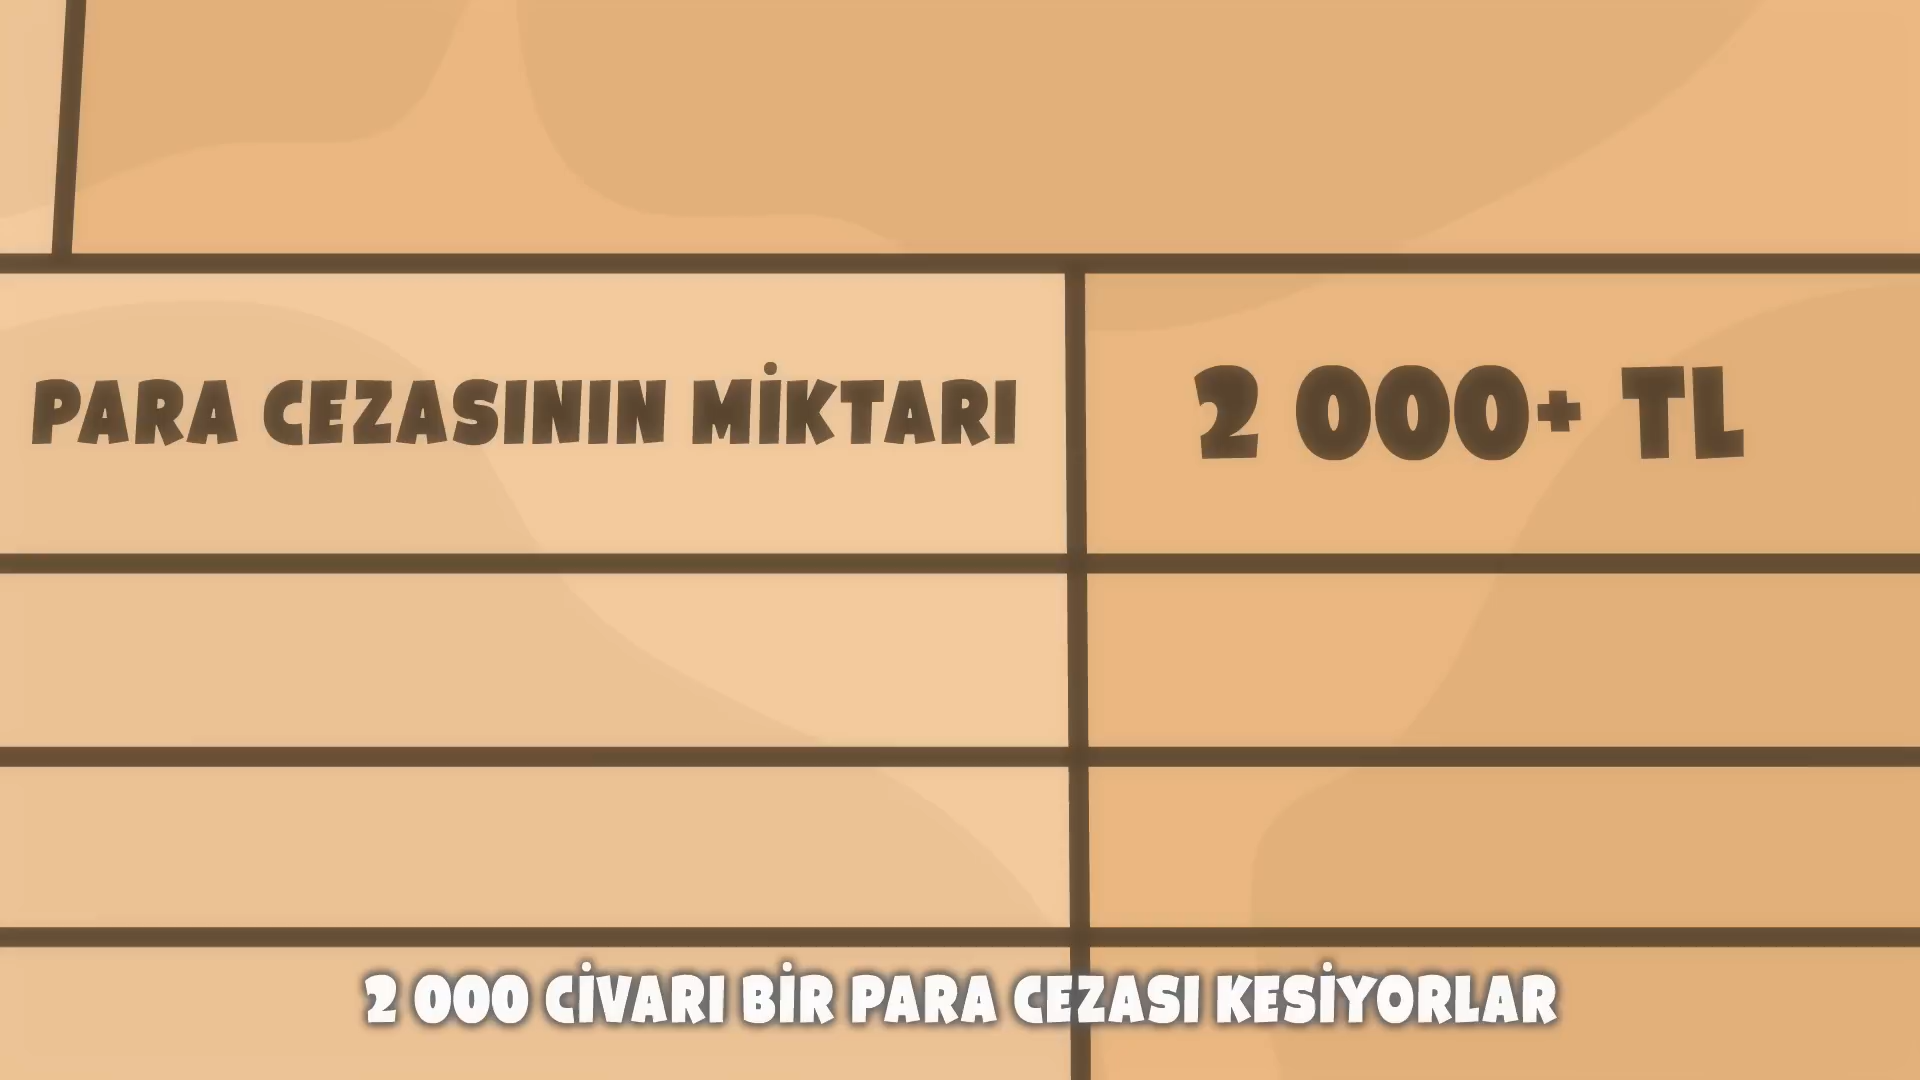 PARA CEZASININ MİKTARI
2 000+ TL
2 000 CİVARI BİR PARA CEZASI KESİYORLAR